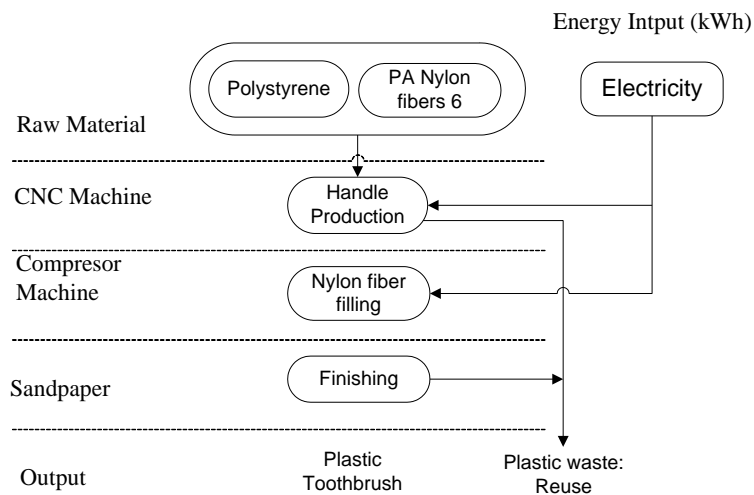 Energy Intput (kWh)
Polystyrene
PA Nylon
fibers 6
Electricity
Raw Material
CNC Machine
Handle
Production
Compresor
Machine
Nylon fiber
filling
Sandpaper
Finishing
Output
Plastic
Toothbrush
Plastic waste:
Reuse